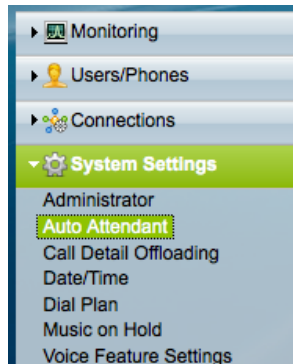 Monitoring
Users/Phones
Connections
System Settings
Administrator
Auto Attendant
Call Detail Offloading
Date/Time
Dial Plan
Music on Hold
Voice Feature Settings